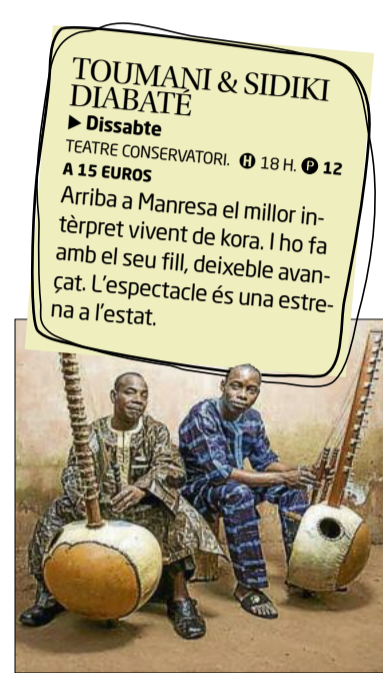 TOUMANI & SIDIKI
DIABATÉ
▶ Dissabte
TEATRE CONSERVATORI. H 18 H. P 12
A 15 EUROS
Arriba a Manresa el millor in-
tèrpret vivent de kora. I ho fa
amb el seu fill, deixeble avan-
çat. L'espectacle és una estre-
na a l'estat.